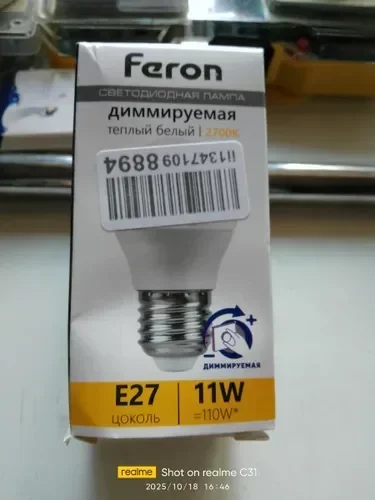 Feron
СВЕТОДИОДНАЯ ЛАМПА
диммируемая
теплый белый | 2700K
ii1347109 8894
ДИММИРУЕМАЯ
E27
цоколь
11W
=110W*
realme
Shot on realme C31
2025/10/18 16:46